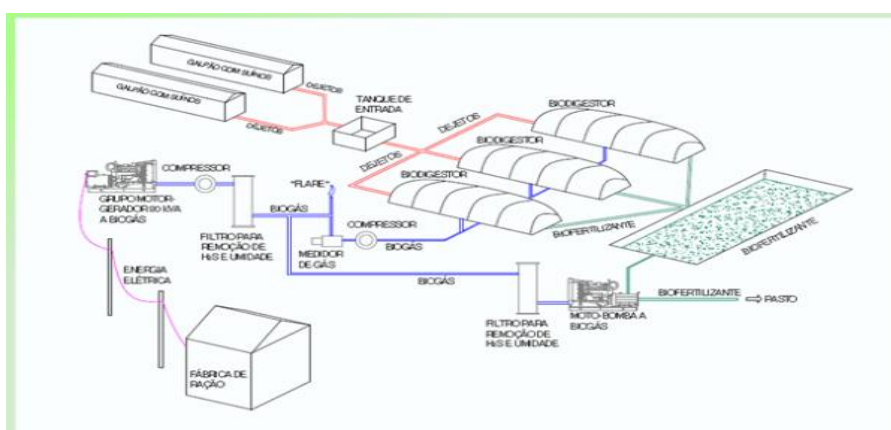 GALPÃO COM SUÍNOS
DEJETOS
GALPÃO COM SUÍNOS
DEJETOS
TANQUE DE
ENTRADA
DEJETOS
DEJETOS
BIODIGESTOR
BIODIGESTOR
BIODIGESTOR
COMPRESSOR
GRUPO MOTOR-
GERADOR 80 kVA
A BIOGÁS
"FLARE"
BIOGÁS
FILTRO PARA
REMOÇÃO DE
H2S E UMIDADE
COMPRESSOR
BIOGÁS
MEDIDOR
DE GÁS
BIOFERTILIZANTE
BIOFERTILIZANTE
BIOGÁS
ENERGIA
ELÉTRICA
FILTRO PARA
REMOÇÃO DE
H2S E UMIDADE
MOTO-BOMBA A
BIOGÁS
BIOFERTILIZANTE
PASTO
FÁBRICA DE
RAÇÃO